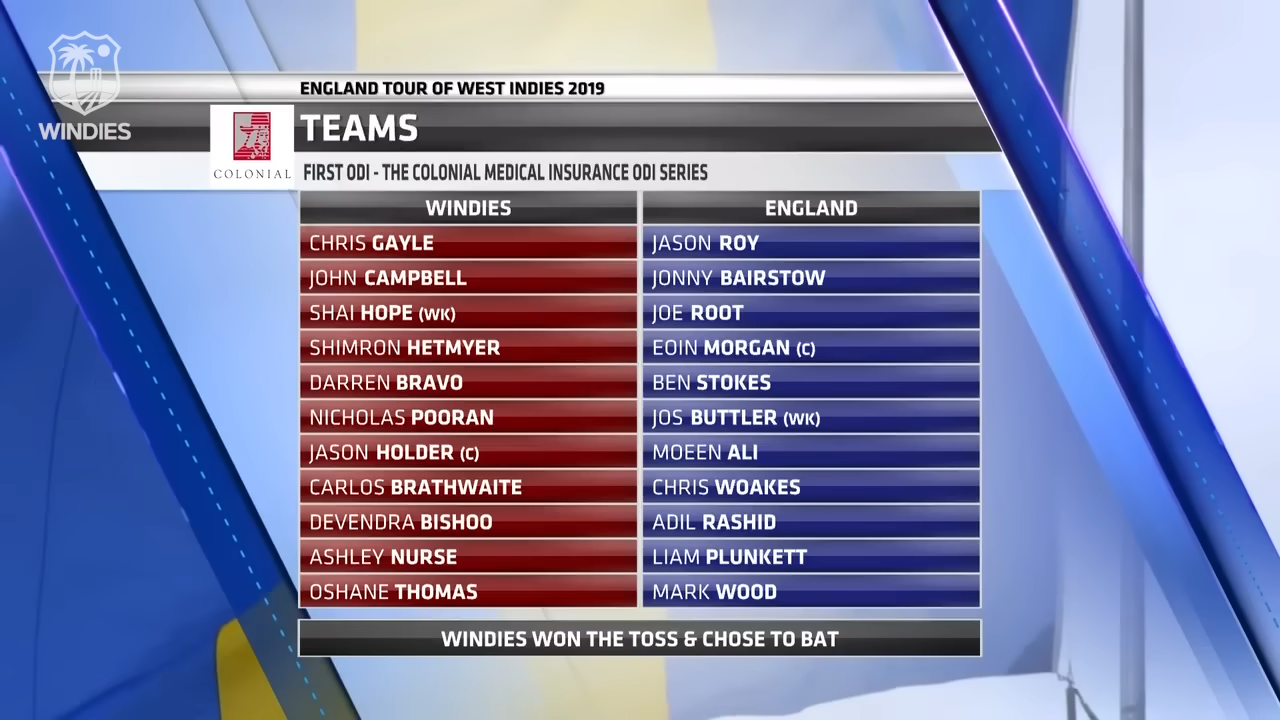 WINDIES
ENGLAND TOUR OF WEST INDIES 2019
TEAMS
COLONIAL
FIRST ODI - THE COLONIAL MEDICAL INSURANCE ODI SERIES
WINDIES
CHRIS GAYLE
JOHN CAMPBELL
SHAI HOPE (WK)
SHIMRON HETMYER
DARREN BRAVO
NICHOLAS POORAN
JASON HOLDER (C)
CARLOS BRATHWAITE
DEVENDRA BISHOO
ASHLEY NURSE
OSHANE THOMAS
ENGLAND
JASON ROY
JONNY BAIRSTOW
JOE ROOT
EOIN MORGAN (C)
BEN STOKES
JOS BUTTLER (WK)
MOEEN ALI
CHRIS WOAKES
ADIL RASHID
LIAM PLUNKETT
MARK WOOD
WINDIES WON THE TOSS & CHOSE TO BAT